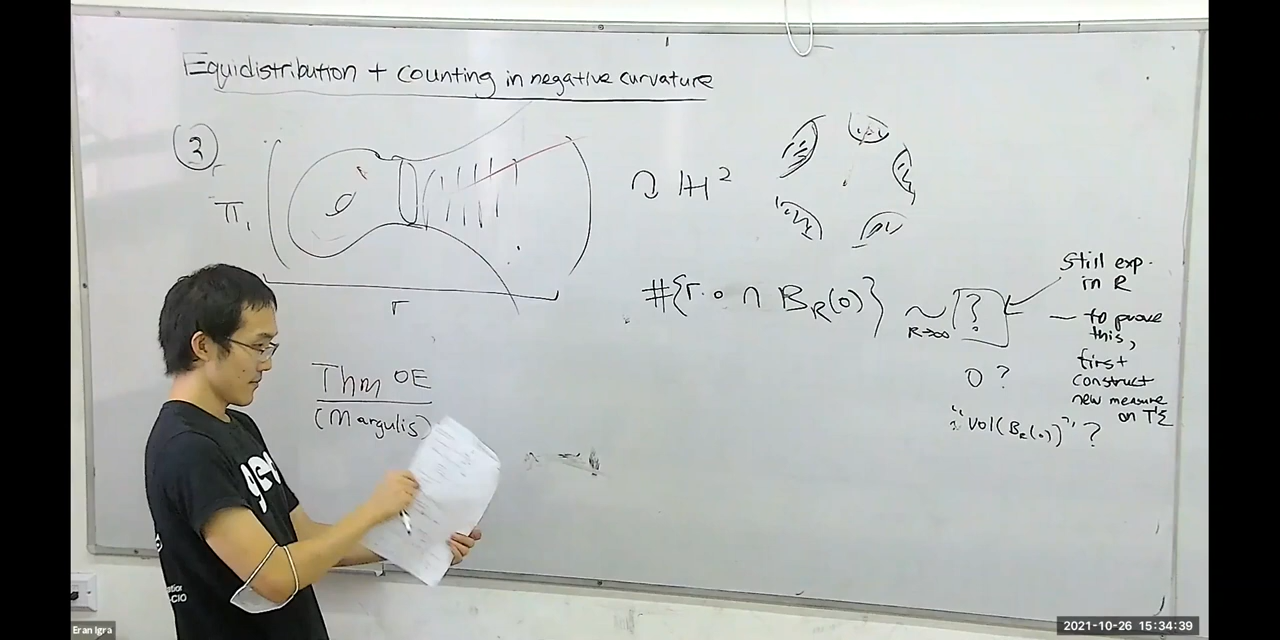 Equidistribution + counting in negative curvature
3
π₁
Γ
↷ ℍ²
#{Γ.o ∩ B_R(o)} ~ ?
R→∞
Still exp.
in R
— to prove
this,
first
construct
new measure
on T¹Σ
0 ?
"vol(B_R(o))" ?
Thm OE
(Margulis)
geo
Eran Igra
2021-10-26 15:34:39